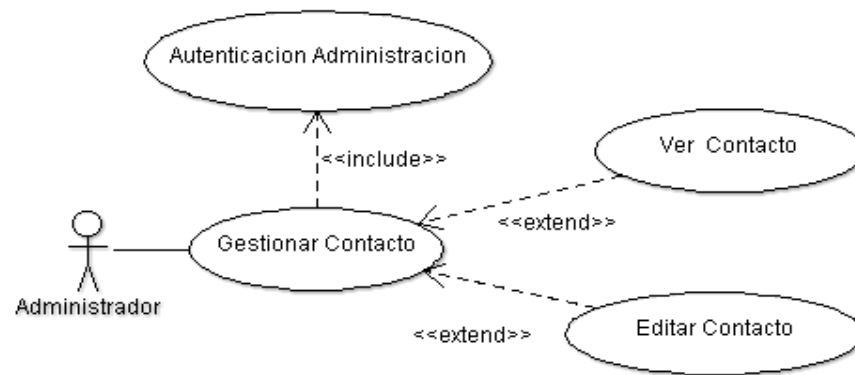 Autenticacion Administracion
Ver Contacto
<<include>>
<<extend>>
Gestionar Contacto
Administrador
Editar Contacto
<<extend>>